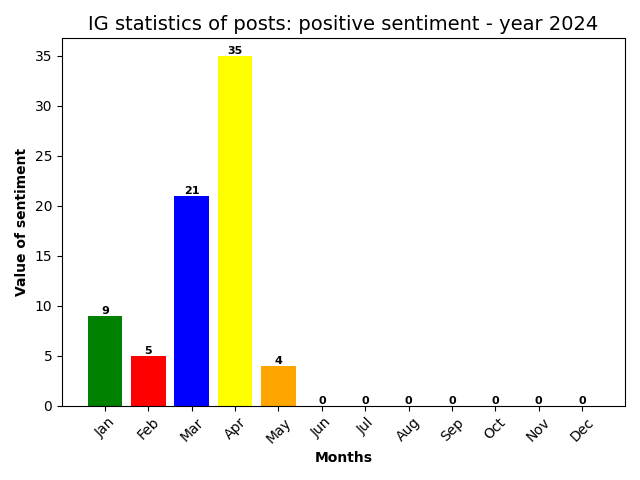 IG statistics of posts: positive sentiment - year 2024
35
30
25
20
15
10
5
0
Value of sentiment
9
5
21
35
4
0
0
0
0
0
0
0
Jan
Feb
Mar
Apr
May
Jun
Jul
Aug
Sep
Oct
Nov
Dec
Months